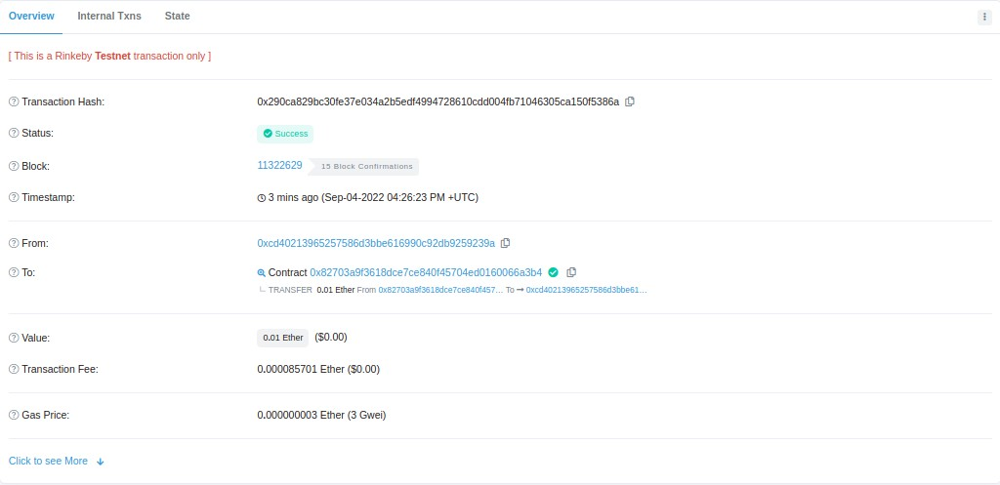 Overview Internal Txns State
[ This is a Rinkeby Testnet transaction only ]
Transaction Hash: 0x290ca829bc30fe37e034a2b5edf4994728610cdd004fb71046305ca150f5386a
Status: Success
Block: 11322629 15 Block Confirmations
Timestamp: 3 mins ago (Sep-04-2022 04:26:23 PM +UTC)
From: 0xcd40213965257586d3bbe616990c92db9259239a
To: Contract 0x82703a9f3618dce7ce840f45704ed0160066a3b4
TRANSFER 0.01 Ether From 0x82703a9f3618dce7ce840f457... To → 0xcd40213965257586d3bbe61...
Value: 0.01 Ether ($0.00)
Transaction Fee: 0.000085701 Ether ($0.00)
Gas Price: 0.000000003 Ether (3 Gwei)
Click to see More ↓